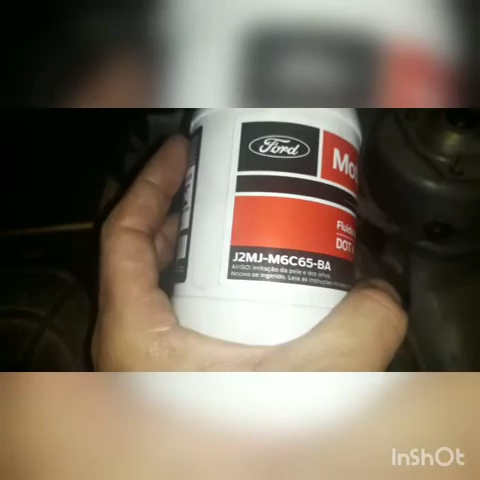 Ford
Mo
Fluido
DOT
J2MJ-M6C65-BA
AVISO: Irritação da pele e dos olhos.
Nocivo se ingerido. Leia as instruções
InShOt